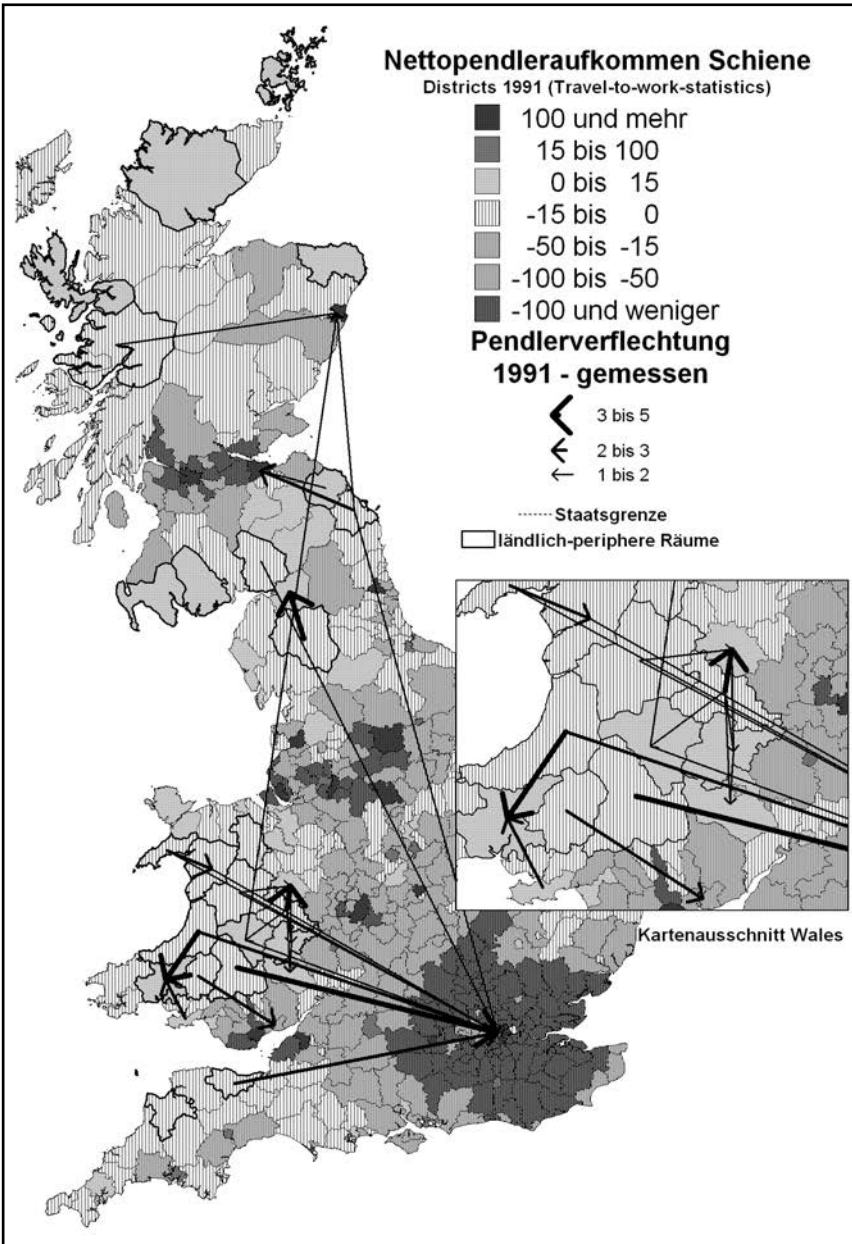 Nettopendleraufkommen Schiene
Districts 1991 (Travel-to-work-statistics)
100 und mehr
15 bis 100
0 bis 15
-15 bis 0
-50 bis -15
-100 bis -50
-100 und weniger
Pendlerverflechtung
1991 - gemessen
3 bis 5
2 bis 3
1 bis 2
Staatsgrenze
ländlich-periphere Räume
Kartenausschnitt Wales